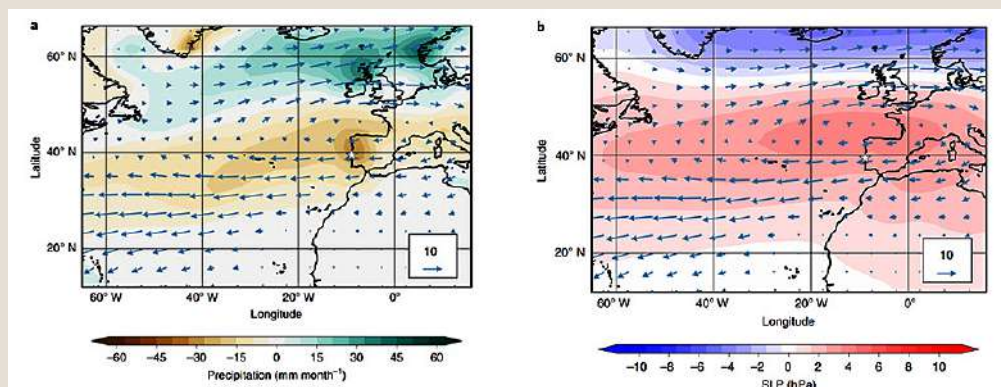 a
60° N
40° N
20° N
Latitude
10
60° W
40° W
20° W
0°
Longitude
−60 −45 −30 −15 0 15 30 45 60
Precipitation (mm month⁻¹)
b
60° N
40° N
20° N
Latitude
10
60° W
40° W
20° W
0°
Longitude
−10 −8 −6 −4 −2 0 2 4 6 8 10
SLP (hPa)